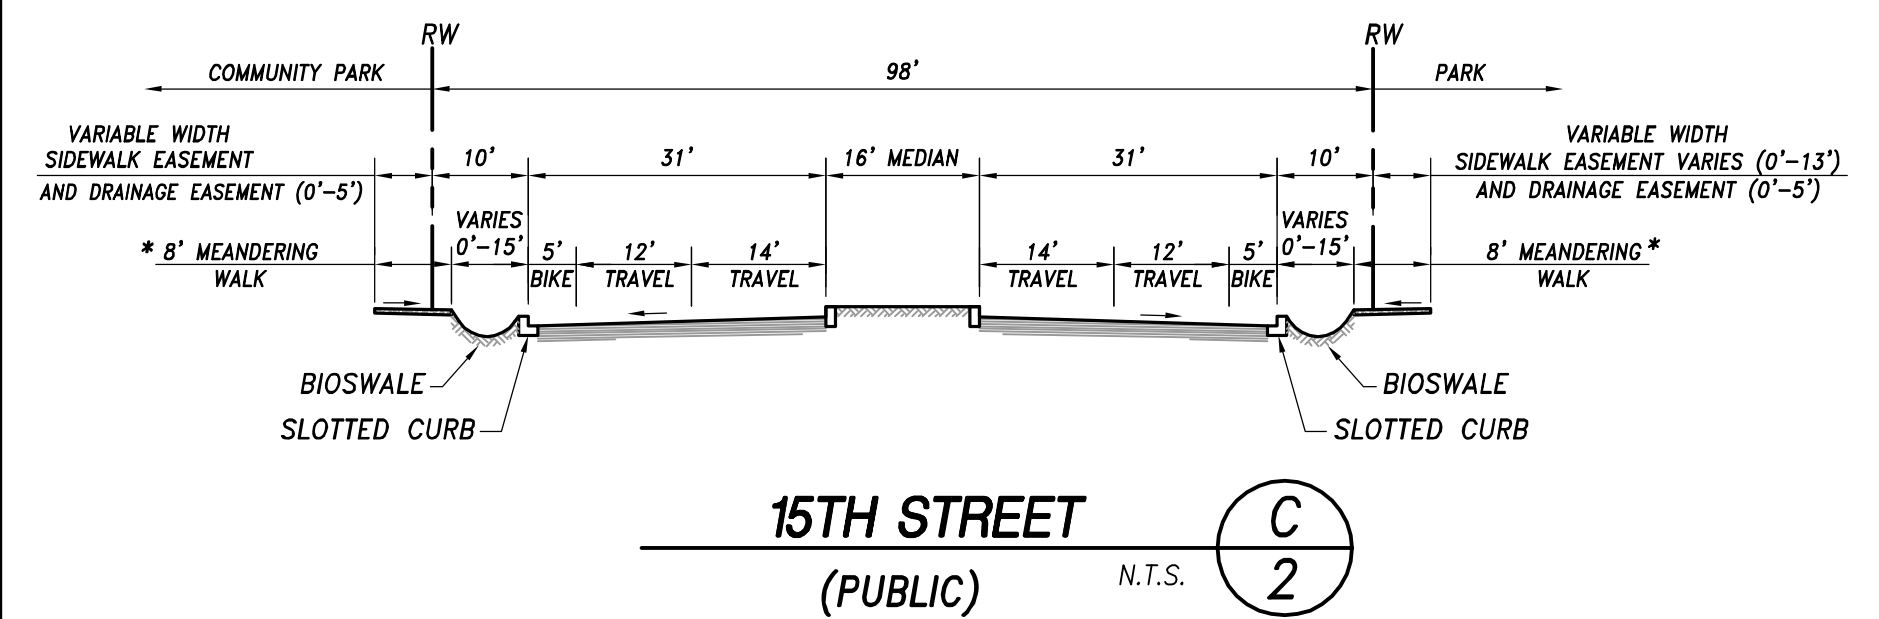 RW
RW
COMMUNITY PARK
98'
PARK
VARIABLE WIDTH
SIDEWALK EASEMENT
AND DRAINAGE EASEMENT (0'-5')
10'
31'
16' MEDIAN
31'
10'
VARIABLE WIDTH
SIDEWALK EASEMENT VARIES (0'-13')
AND DRAINAGE EASEMENT (0'-5')
* 8' MEANDERING
WALK
VARIES
0'-15'
5'
BIKE
12'
TRAVEL
14'
TRAVEL
14'
TRAVEL
12'
TRAVEL
5'
BIKE
VARIES
0'-15'
8' MEANDERING *
WALK
BIOSWALE
SLOTTED CURB
BIOSWALE
SLOTTED CURB
15TH STREET
(PUBLIC)
N.T.S.
C
2